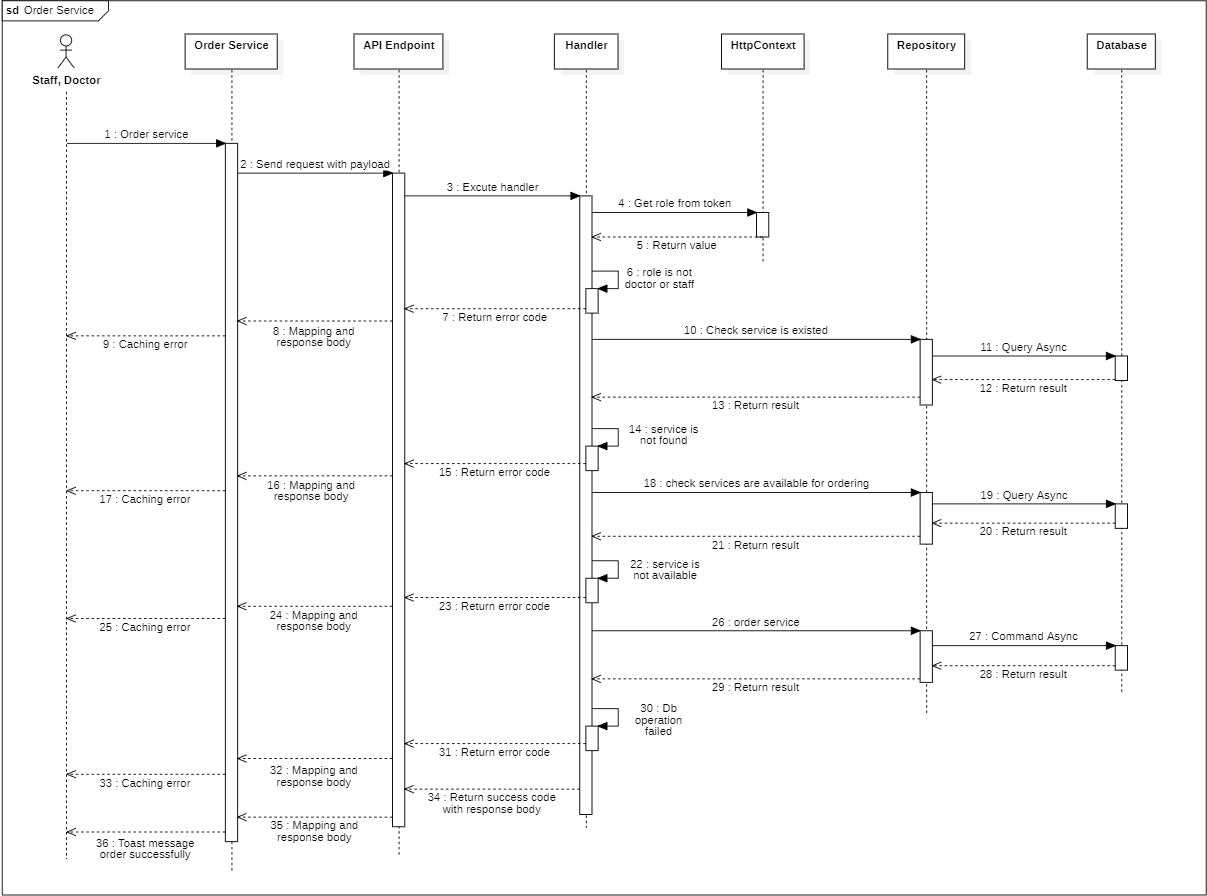 sd Order Service
Order Service
API Endpoint
Handler
HttpContext
Repository
Database
Staff, Doctor
1 : Order service
2 : Send request with payload
3 : Excute handler
4 : Get role from token
5 : Return value
6 : role is not
doctor or staff
7 : Return error code
8 : Mapping and
response body
9 : Caching error
10 : Check service is existed
11 : Query Async
12 : Return result
13 : Return result
14 : service is
not found
15 : Return error code
16 : Mapping and
response body
17 : Caching error
18 : check services are available for ordering
19 : Query Async
20 : Return result
21 : Return result
22 : service is
not available
23 : Return error code
24 : Mapping and
response body
25 : Caching error
26 : order service
27 : Command Async
28 : Return result
29 : Return result
30 : Db
operation
failed
31 : Return error code
32 : Mapping and
response body
33 : Caching error
34 : Return success code
with response body
35 : Mapping and
response body
36 : Toast message
order successfully